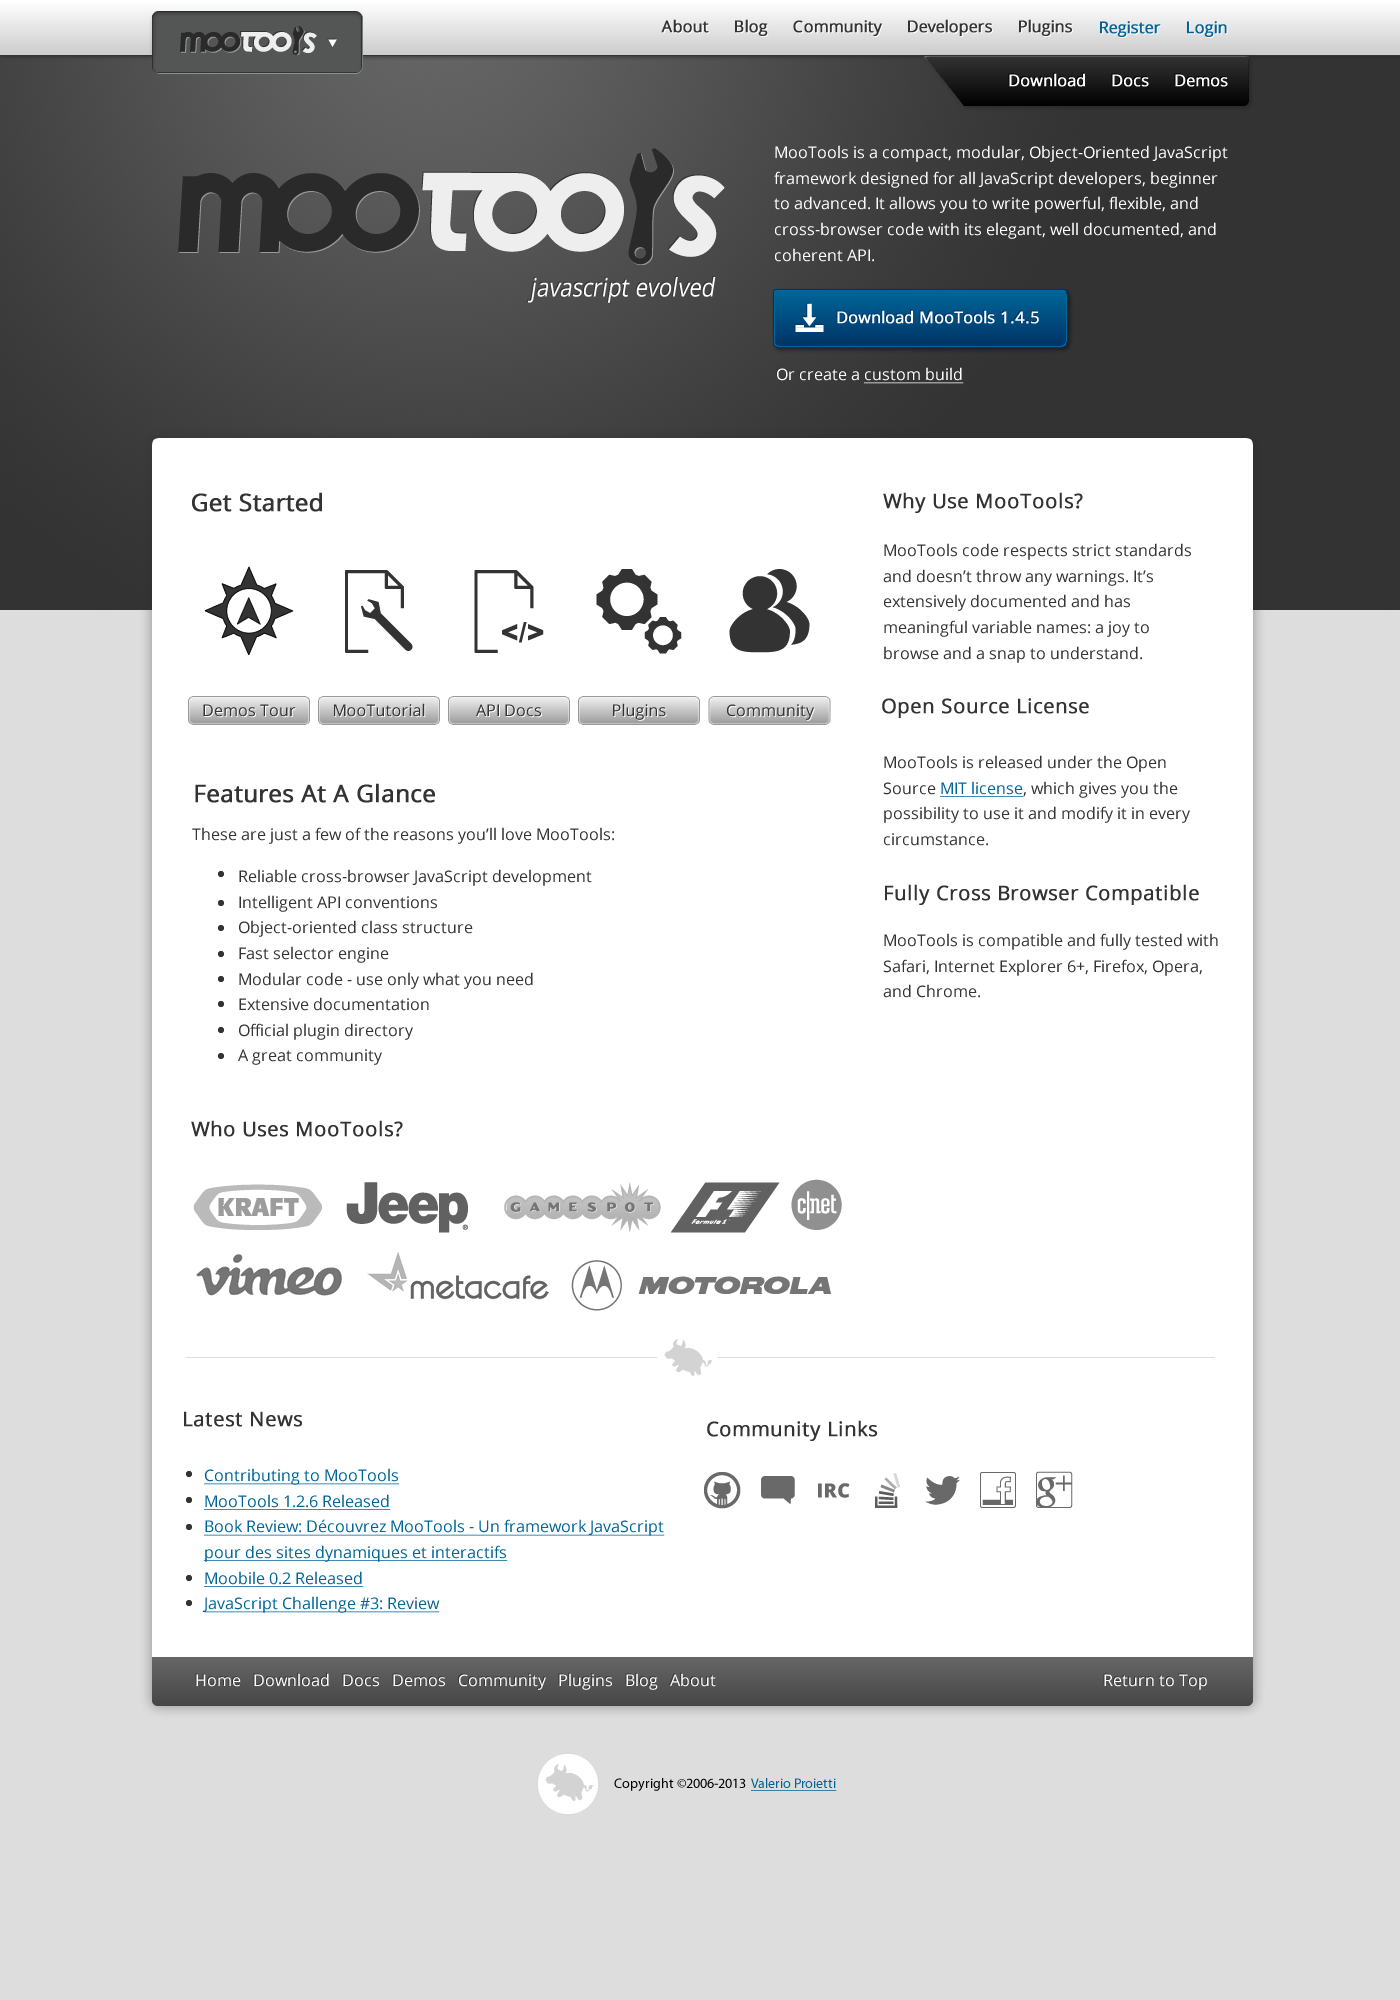 mootools ▼
About Blog Community Developers Plugins Register Login
Download Docs Demos
mootools
javascript evolved
MooTools is a compact, modular, Object-Oriented JavaScript
framework designed for all JavaScript developers, beginner
to advanced. It allows you to write powerful, flexible, and
cross-browser code with its elegant, well documented, and
coherent API.
Download MooTools 1.4.5
Or create a custom build
Get Started
</>
Demos Tour
MooTutorial
API Docs
Plugins
Community
Features At A Glance
These are just a few of the reasons you’ll love MooTools:
• Reliable cross-browser JavaScript development
• Intelligent API conventions
• Object-oriented class structure
• Fast selector engine
• Modular code - use only what you need
• Extensive documentation
• Official plugin directory
• A great community
Why Use MooTools?
MooTools code respects strict standards
and doesn’t throw any warnings. It’s
extensively documented and has
meaningful variable names: a joy to
browse and a snap to understand.
Open Source License
MooTools is released under the Open
Source MIT license, which gives you the
possibility to use it and modify it in every
circumstance.
Fully Cross Browser Compatible
MooTools is compatible and fully tested with
Safari, Internet Explorer 6+, Firefox, Opera,
and Chrome.
Who Uses MooTools?
KRAFT
Jeep®
GAMESPOT
F1
Formula 1
c|net
vimeo
metacafe
MOTOROLA
Latest News
• Contributing to MooTools
• MooTools 1.2.6 Released
• Book Review: Découvrez MooTools - Un framework JavaScript
pour des sites dynamiques et interactifs
• Moobile 0.2 Released
• JavaScript Challenge #3: Review
Community Links
IRC
f
g+
Home Download Docs Demos Community Plugins Blog About
Return to Top
Copyright ©2006-2013 Valerio Proietti